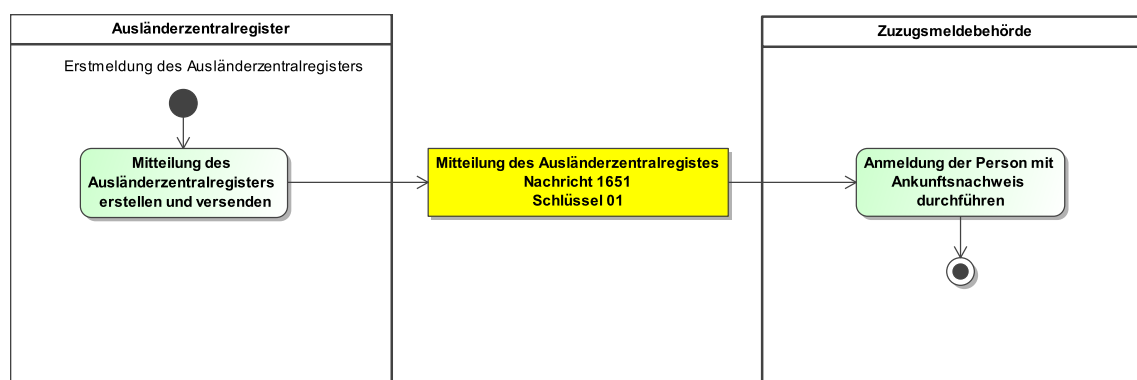 Ausländerzentralregister
Zuzugsmeldebehörde
Erstmeldung des Ausländerzentralregisters
Mitteilung des
Ausländerzentralregisters
erstellen und versenden
Mitteilung des Ausländerzentralregistes
Nachricht 1651
Schlüssel 01
Anmeldung der Person mit
Ankunftsnachweis
durchführen